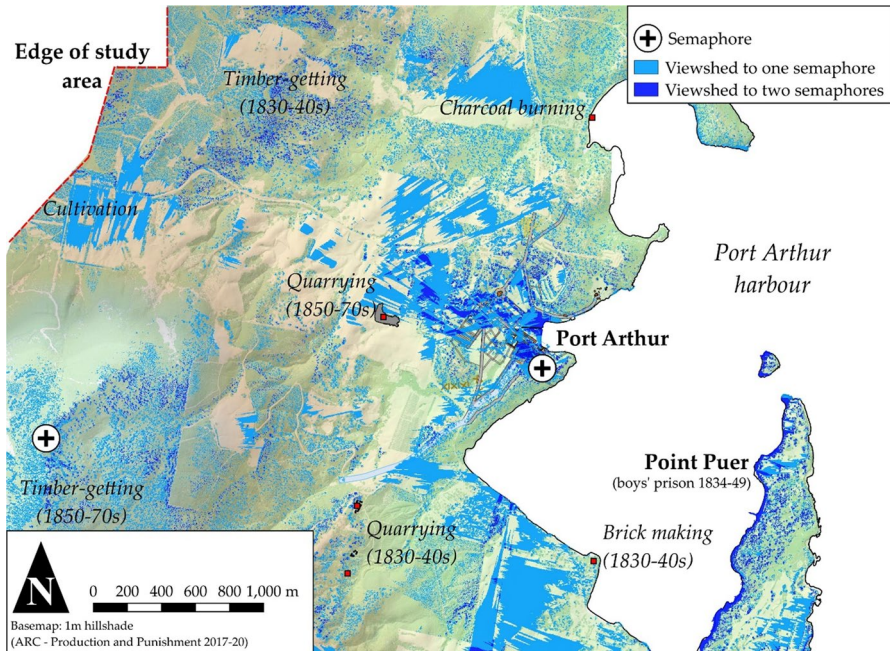 Edge of study
area
Timber-getting
(1830-40s)
Charcoal burning
Semaphore
Viewshed to one semaphore
Viewshed to two semaphores
Cultivation
Quarrying
(1850-70s)
Port Arthur
harbour
Port Arthur
Point Puer
(boys' prison 1834-49)
Timber-getting
(1850-70s)
Quarrying
(1830-40s)
Brick making
(1830-40s)
N
0 200 400 600 800 1,000 m
Basemap: 1m hillshade
(ARC - Production and Punishment 2017-20)